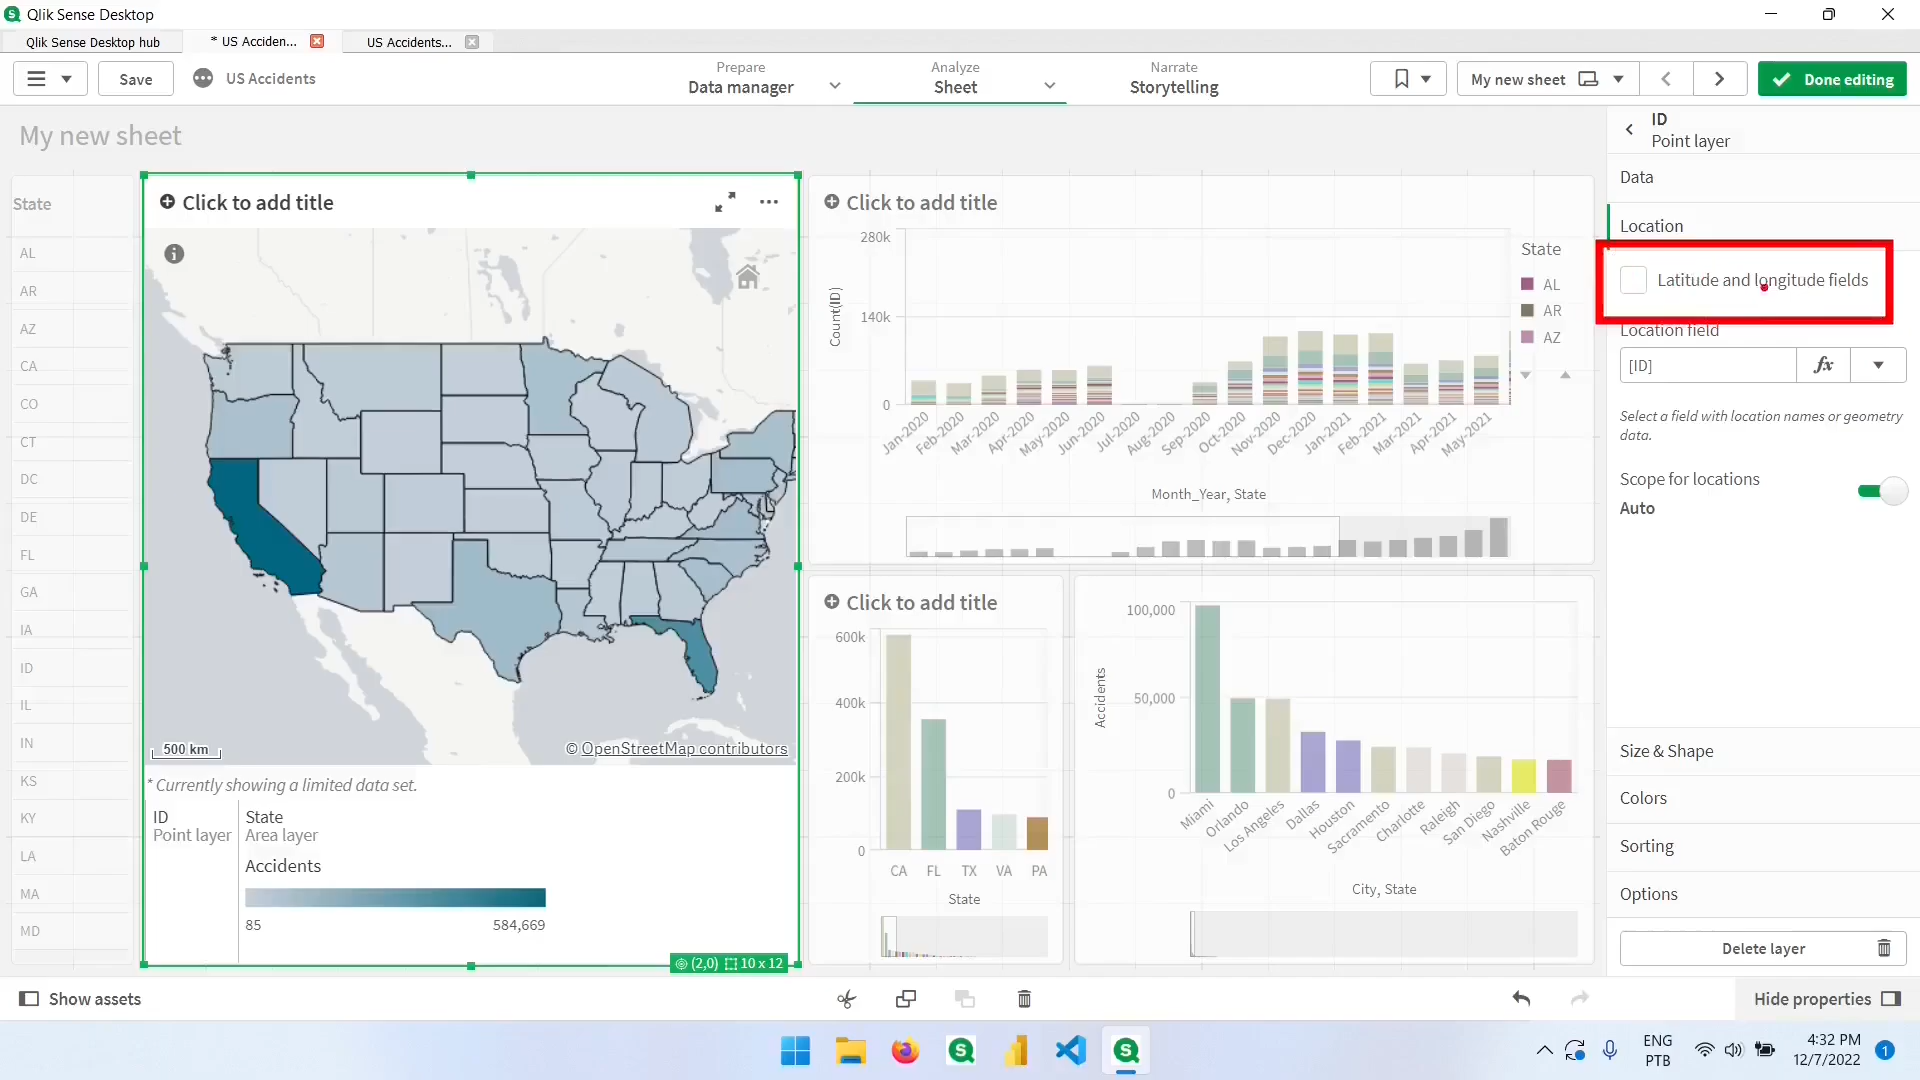 Qlik Sense Desktop
Qlik Sense Desktop hub
* US Acciden...
US Accidents...
Save
US Accidents
Prepare
Data manager
Analyze
Sheet
Narrate
Storytelling
My new sheet
Done editing
My new sheet
State
AL
AR
AZ
CA
CO
CT
DC
DE
FL
GA
IA
ID
IL
IN
KS
KY
LA
MA
MD
Click to add title
500 km
© OpenStreetMap contributors
* Currently showing a limited data set.
ID
Point layer
State
Area layer
Accidents
85
584,669
(2,0) 10 x 12
Click to add title
280k
140k
0
Count(ID)
Jan-2020
Feb-2020
Mar-2020
Apr-2020
May-2020
Jun-2020
Jul-2020
Aug-2020
Sep-2020
Oct-2020
Nov-2020
Dec-2020
Jan-2021
Feb-2021
Mar-2021
Apr-2021
May-2021
Month_Year, State
State
AL
AR
AZ
Click to add title
600k
400k
200k
0
CA
FL
TX
VA
PA
State
Accidents
100,000
50,000
0
Miami
Orlando
Los Angeles
Dallas
Houston
Sacramento
Charlotte
Raleigh
San Diego
Nashville
Baton Rouge
City, State
ID
Point layer
Data
Location
Latitude and longitude fields
Location field
[ID]
fx
Select a field with location names or geometry
data.
Scope for locations
Auto
Size & Shape
Colors
Sorting
Options
Delete layer
Show assets
Hide properties
ENG
PTB
4:32 PM
12/7/2022
1